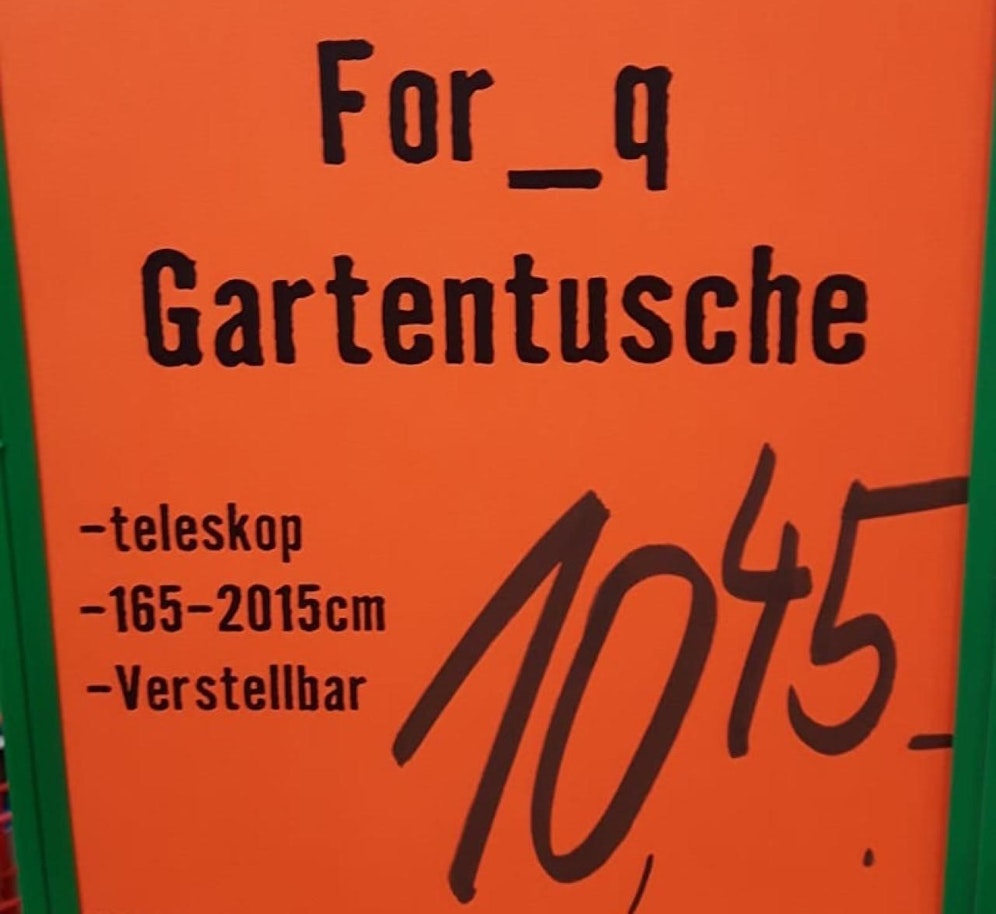 For_q
Gartentusche
-teleskop
-165-2015cm
-Verstellbar
10,45